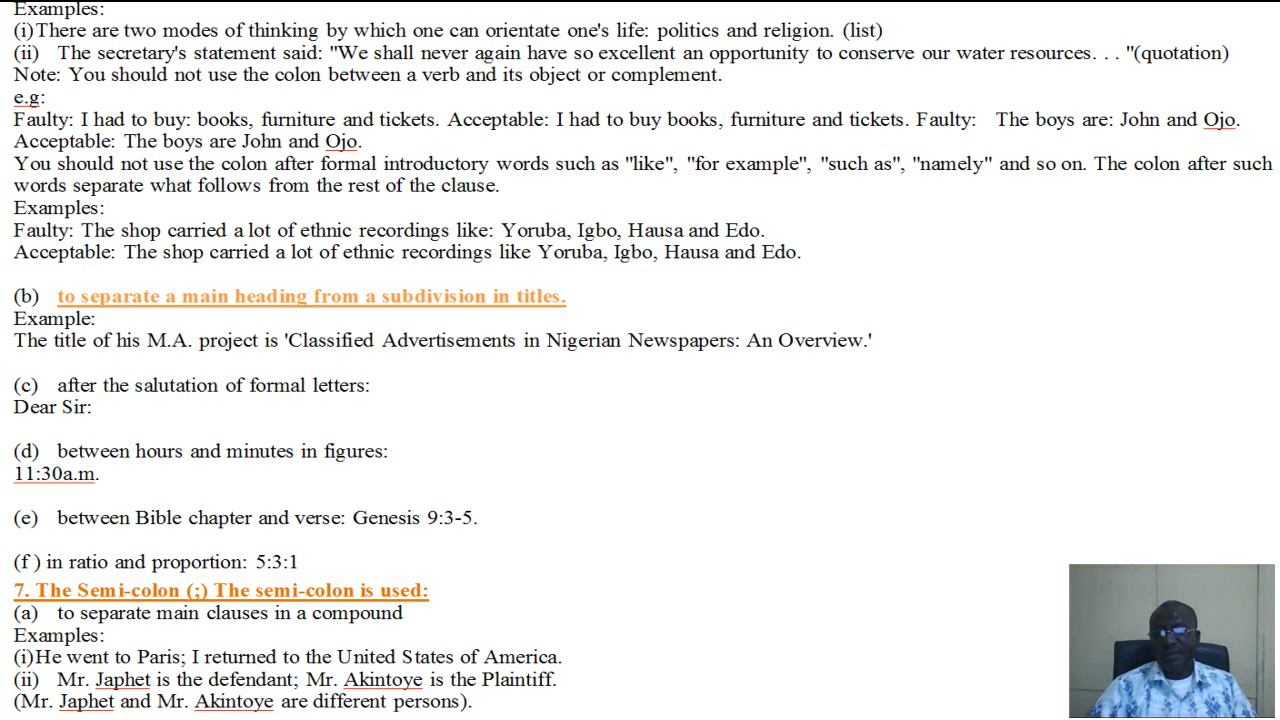 Examples:
(i)There are two modes of thinking by which one can orientate one's life: politics and religion. (list)
(ii) The secretary's statement said: "We shall never again have so excellent an opportunity to conserve our water resources. . . "(quotation)
Note: You should not use the colon between a verb and its object or complement.
e.g:
Faulty: I had to buy: books, furniture and tickets. Acceptable: I had to buy books, furniture and tickets. Faulty: The boys are: John and Ojo.
Acceptable: The boys are John and Ojo.
You should not use the colon after formal introductory words such as "like", "for example", "such as", "namely" and so on. The colon after such
words separate what follows from the rest of the clause.
Examples:
Faulty: The shop carried a lot of ethnic recordings like: Yoruba, Igbo, Hausa and Edo.
Acceptable: The shop carried a lot of ethnic recordings like Yoruba, Igbo, Hausa and Edo.
(b) to separate a main heading from a subdivision in titles.
Example:
The title of his M.A. project is 'Classified Advertisements in Nigerian Newspapers: An Overview.'
(c) after the salutation of formal letters:
Dear Sir:
(d) between hours and minutes in figures:
11:30a.m.
(e) between Bible chapter and verse: Genesis 9:3-5.
(f ) in ratio and proportion: 5:3:1
7. The Semi-colon (;) The semi-colon is used:
(a) to separate main clauses in a compound
Examples:
(i)He went to Paris; I returned to the United States of America.
(ii) Mr. Japhet is the defendant; Mr. Akintoye is the Plaintiff.
(Mr. Japhet and Mr. Akintoye are different persons).